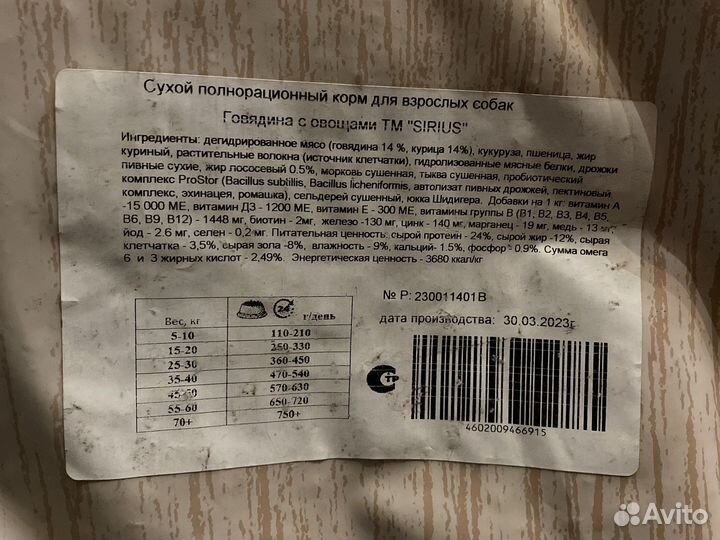 Сухой полнорационный корм для взрослых собак
Говядина с овощами ТМ "SIRIUS"
Ингредиенты: дегидрированное мясо (говядина 14 %, курица 14%), кукуруза, пшеница, жир
куриный, растительные волокна (источник клетчатки), гидролизованные мясные белки, дрожжи
пивные сухие, жир лососевый 0.5%, морковь сушенная, тыква сушенная, пробиотический
комплекс ProStor (Bacillus subtillis, Bacillus licheniformis, автолизат пивных дрожжей, пектиновый
комплекс, эхинацея, ромашка), сельдерей сушенный, юкка Шидигера. Добавки на 1 кг: витамин А
-15 000 МЕ, витамин Д3 - 1200 МЕ, витамин Е - 300 МЕ, витамины группы В (В1, В2, В3, В4, В5,
В6, В9, В12) - 1448 мг, биотин - 2мг, железо -130 мг, цинк - 140 мг, марганец - 19 мг, медь - 13 мг,
йод - 2.6 мг, селен - 0,2 мг. Питательная ценность: сырой протеин - 24%, сырой жир -12%, сырая
клетчатка - 3,5%, сырая зола -8%, влажность - 9%, кальций- 1.5%, фосфор - 0.9%. Сумма омега
6 и 3 жирных кислот - 2,49%. Энергетическая ценность - 3680 ккал/кг
№ Р: 230011401В
дата производства: 30.03.2023г
Вес, кг 24 г/день
5-10 110-210
15-20 250-330
25-30 360-450
35-40 470-540
45-50 570-630
55-60 650-720
70+ 750+
4602009466915
Avito